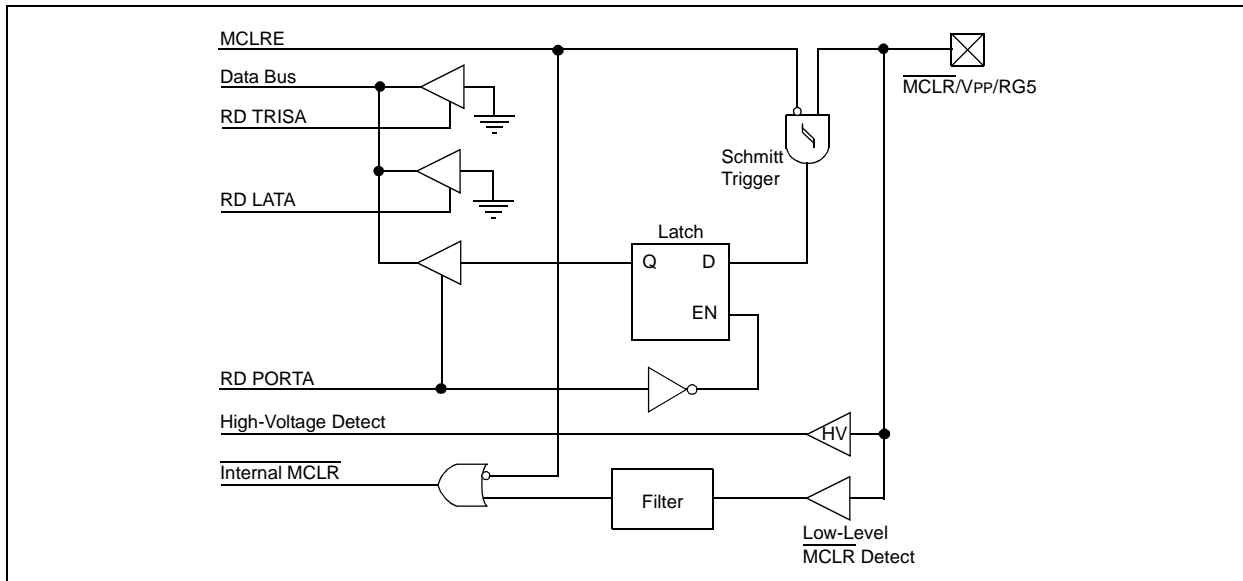 MCLRE
Data Bus
RD TRISA
RD LATA
RD PORTA
High-Voltage Detect
Internal MCLR
MCLR/VPP/RG5
Schmitt
Trigger
Latch
Q D
EN
HV
Filter
Low-Level
MCLR Detect